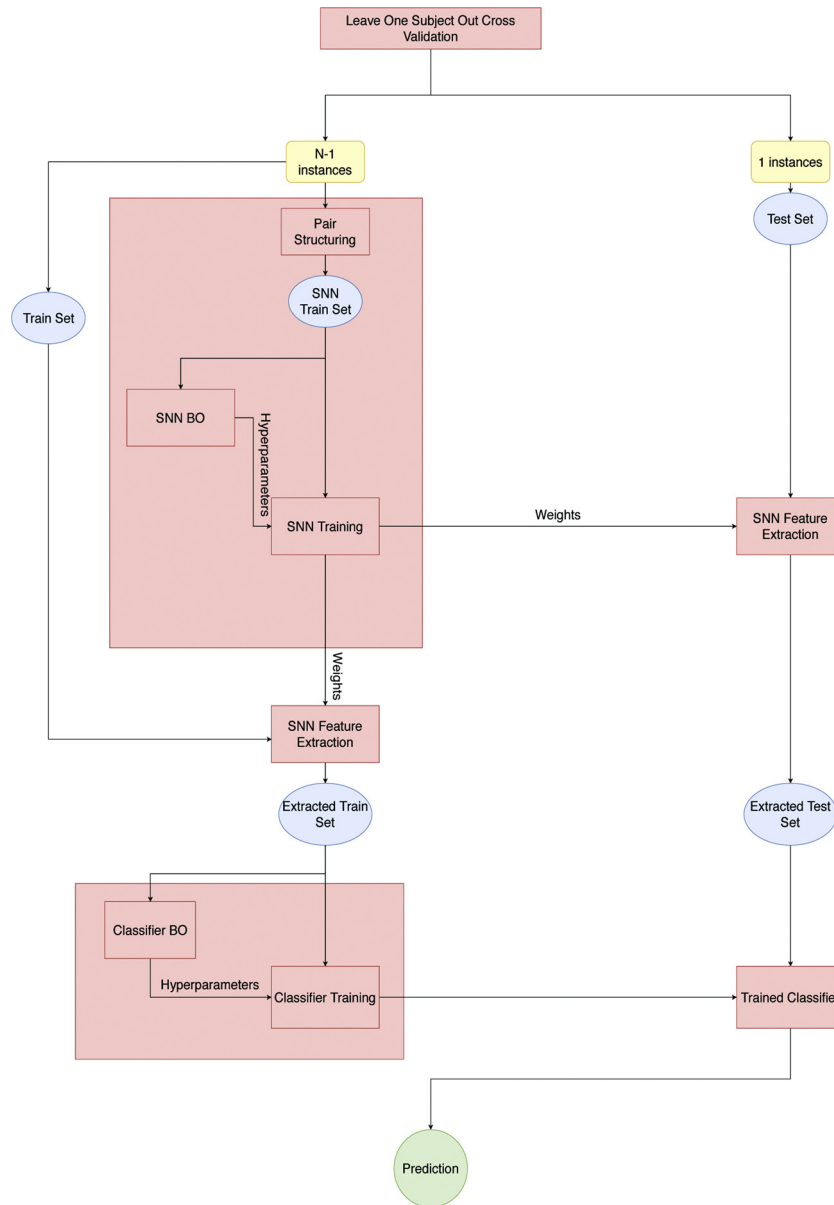 Leave One Subject Out Cross
Validation
N-1
instances
1 instances
Pair
Structuring
Test Set
SNN
Train Set
Train Set
SNN BO
Hyperparameters
SNN Training
Weights
SNN Feature
Extraction
Weights
SNN Feature
Extraction
Extracted Train
Set
Extracted Test
Set
Classifier BO
Hyperparameters
Classifier Training
Trained Classifie
Prediction